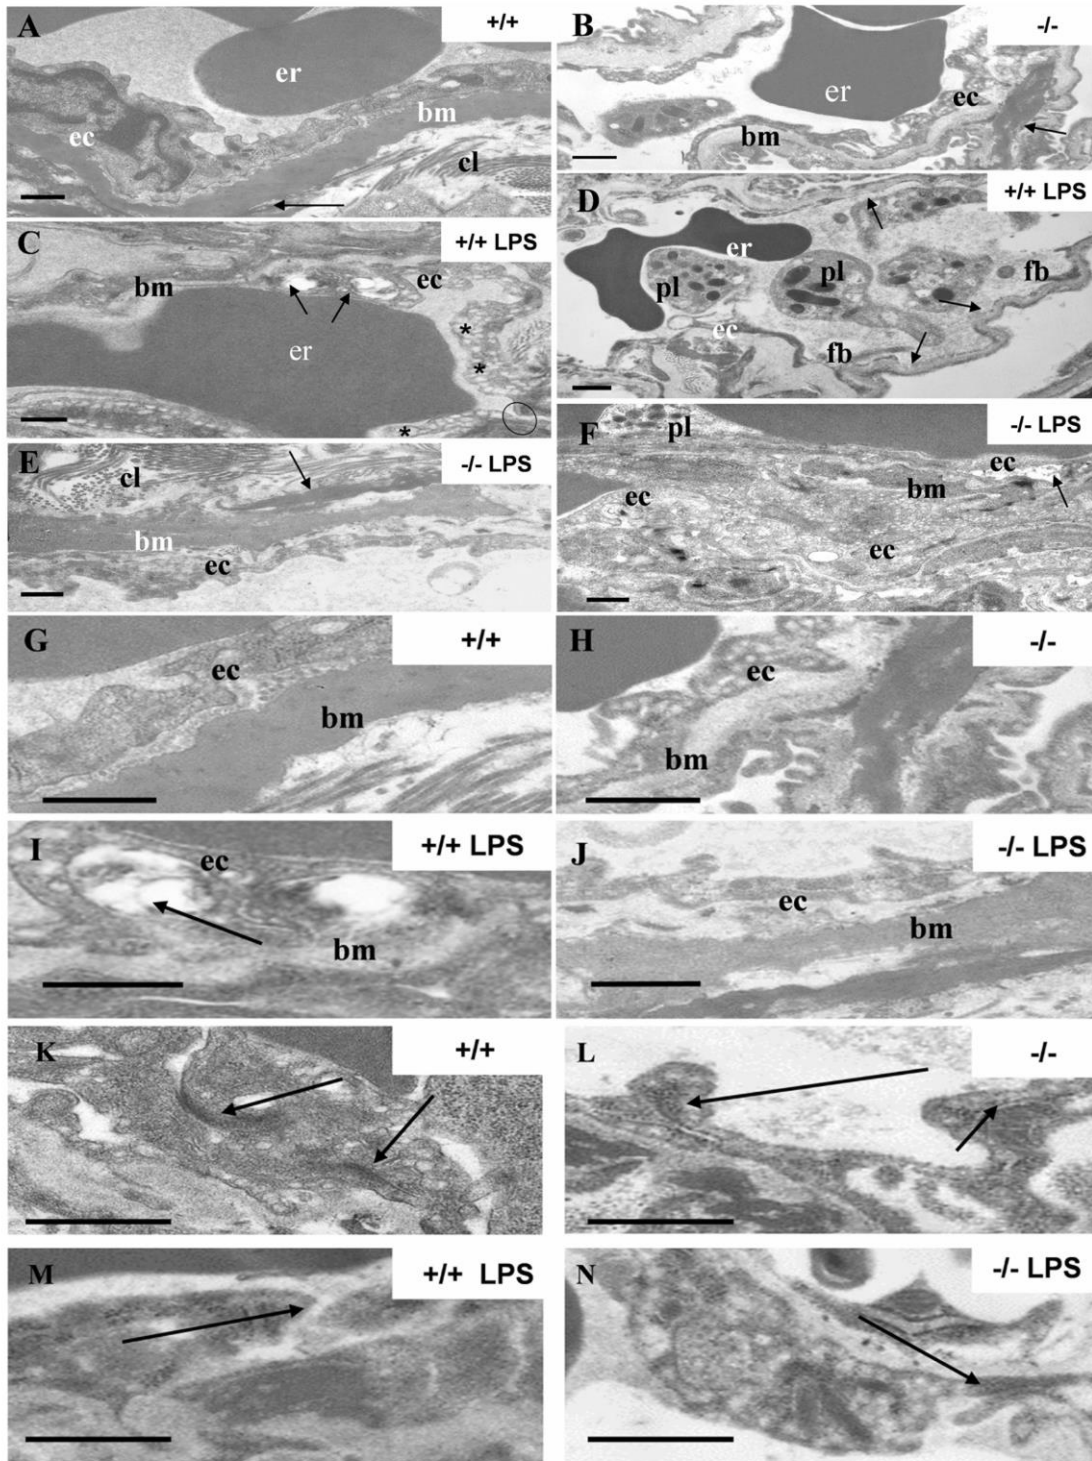 A +/+
er
bm
ec
cl
B -/-
er
ec
bm
C +/+ LPS
bm
ec
er
*
*
*
D +/+ LPS
er
pl
pl
fb
ec
fb
E -/- LPS
cl
bm
ec
F -/- LPS
pl
ec
bm
ec
ec
G +/+
ec
bm
H -/-
ec
bm
I +/+ LPS
ec
bm
J -/- LPS
ec
bm
K +/+
L -/-
M +/+ LPS
N -/- LPS